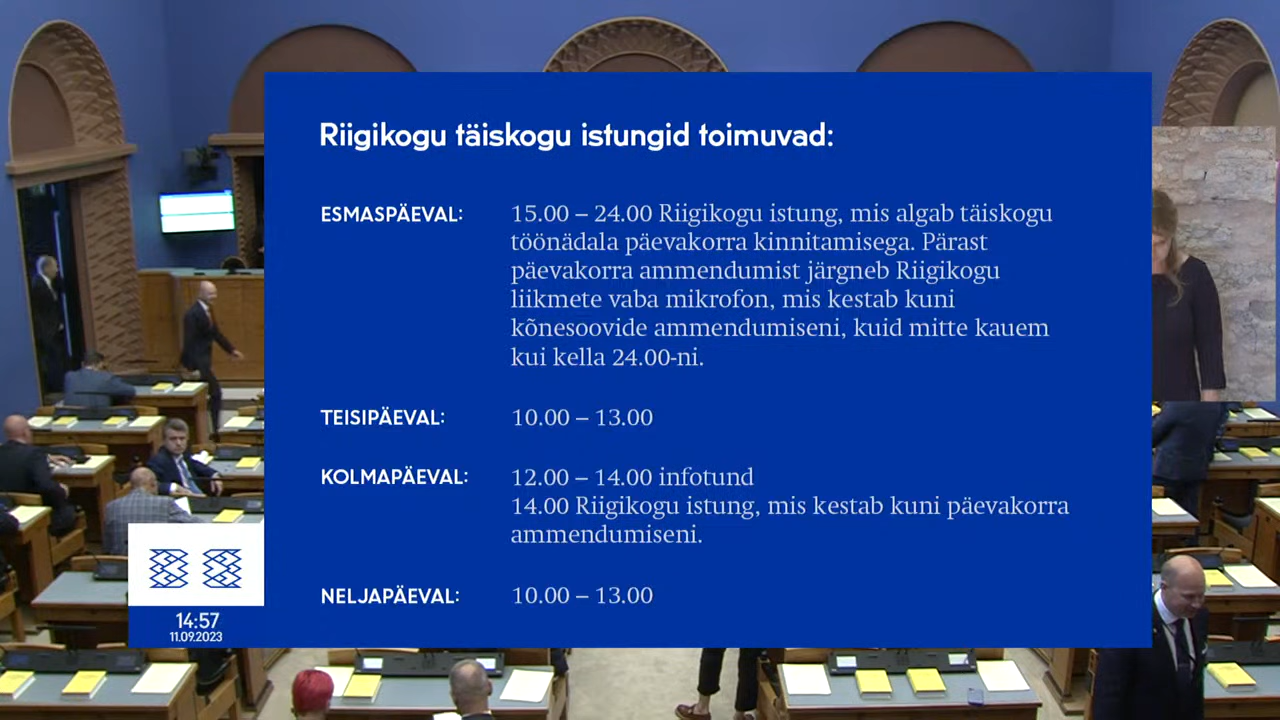 Riigikogu täiskogu istungid toimuvad:
ESMASPÄEVAL:
15.00 – 24.00 Riigikogu istung, mis algab täiskogu
töönädala päevakorra kinnitamisega. Pärast
päevakorra ammendumist järgneb Riigikogu
liikmete vaba mikrofon, mis kestab kuni
kõnesoovide ammendumiseni, kuid mitte kauem
kui kella 24.00-ni.
TEISIPÄEVAL:
10.00 – 13.00
KOLMAPÄEVAL:
12.00 – 14.00 infotund
14.00 Riigikogu istung, mis kestab kuni päevakorra
ammendumiseni.
NELJAPÄEVAL:
10.00 – 13.00
14:57
11.09.2023